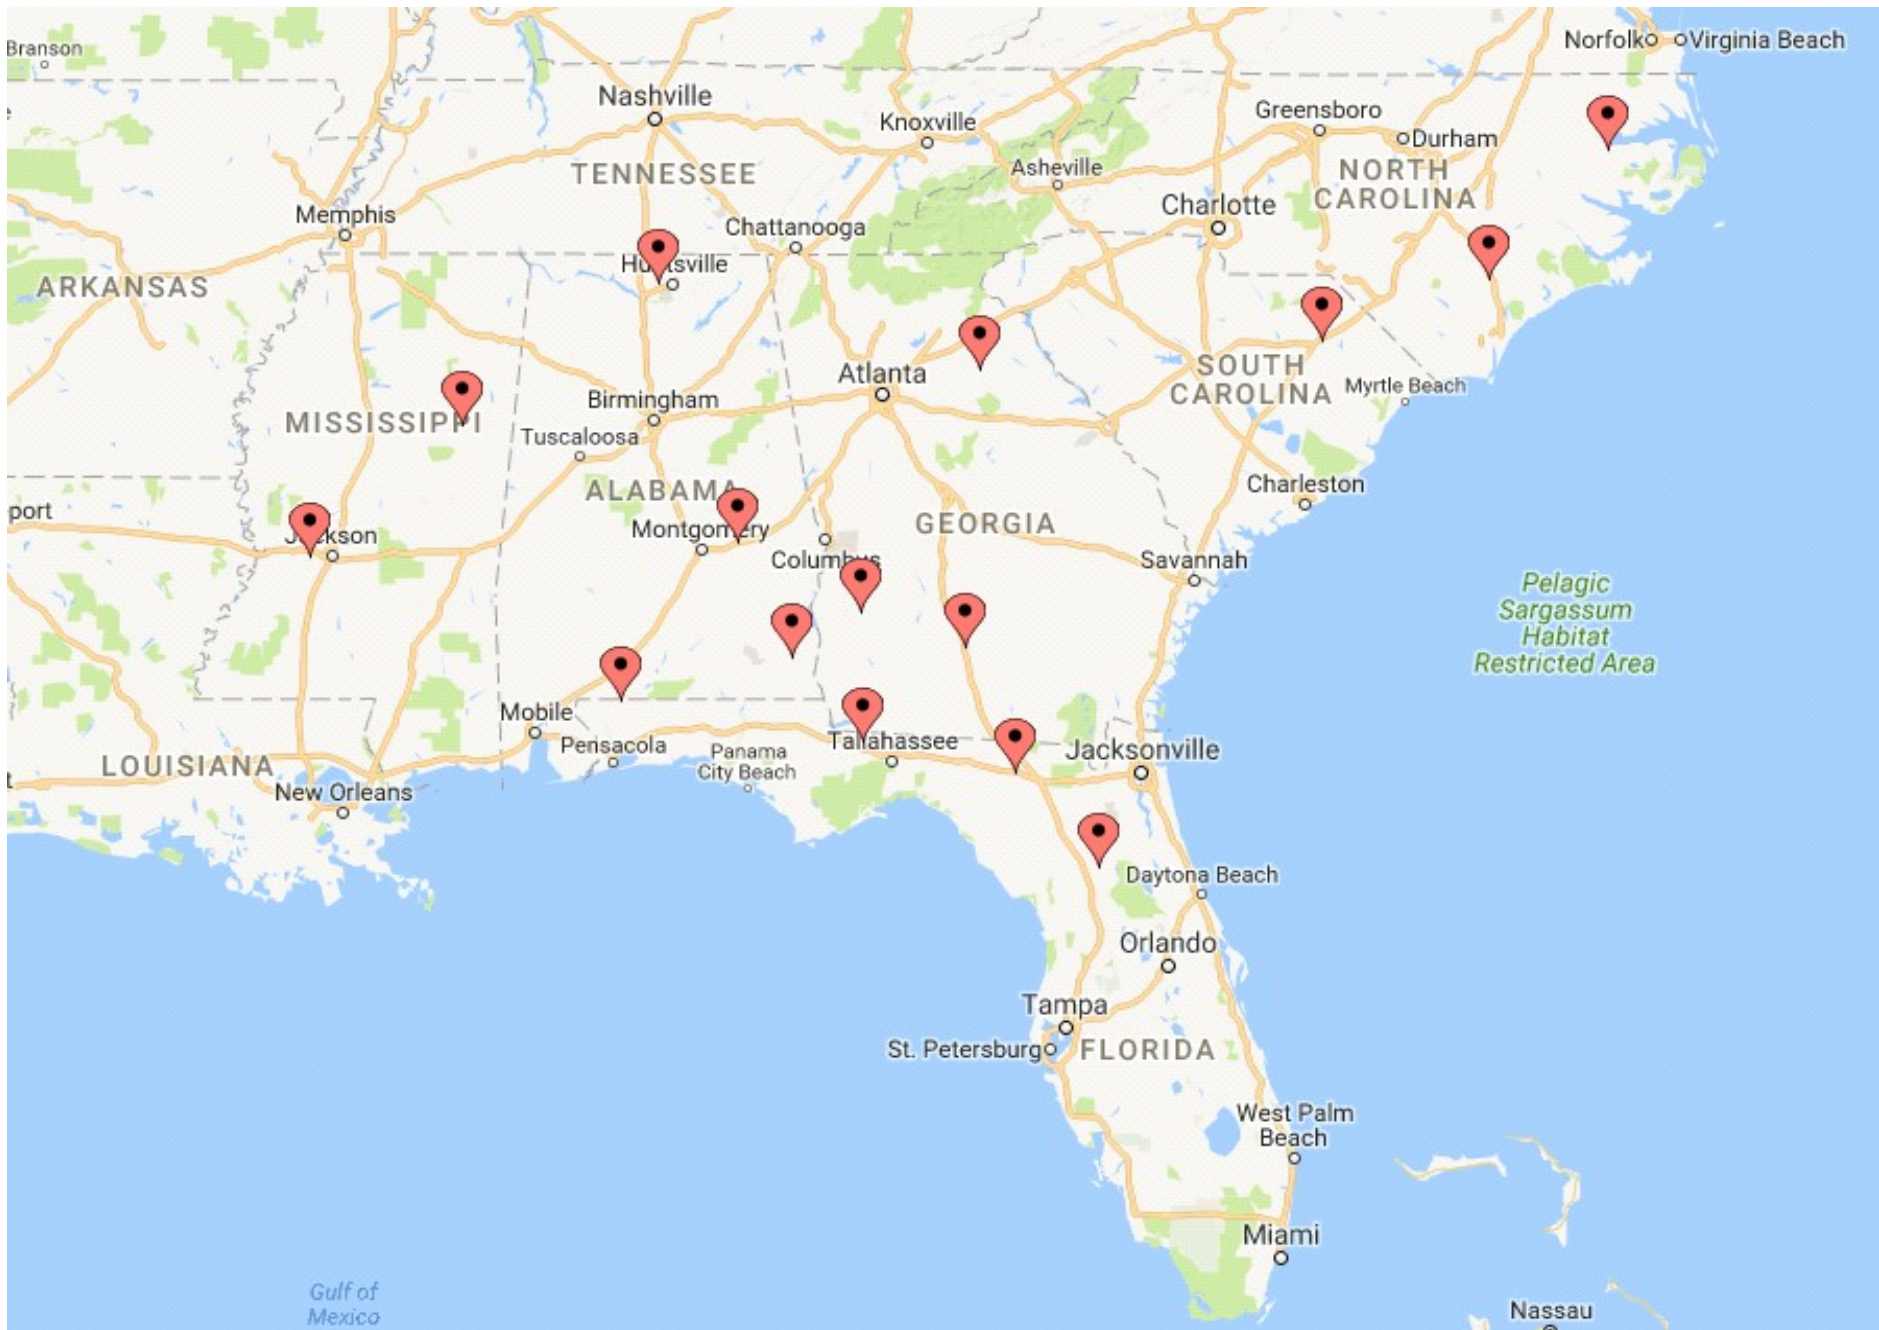 Branson
Norfolk
Virginia Beach
Nashville
Knoxville
Greensboro
Durham
TENNESSEE
Asheville
NORTH
CAROLINA
Memphis
Charlotte
Chattanooga
Huntsville
ARKANSAS
SOUTH
CAROLINA
Myrtle Beach
Atlanta
Birmingham
MISSISSIPPI
Tuscaloosa
ALABAMA
Charleston
port
Montgomery
GEORGIA
Jackson
Columbus
Savannah
Pelagic
Sargassum
Habitat
Restricted Area
Mobile
Pensacola
Panama
City Beach
Tallahassee
Jacksonville
LOUISIANA
New Orleans
Daytona Beach
Orlando
Tampa
St. Petersburg
FLORIDA
West Palm
Beach
Miami
Gulf of
Mexico
Nassau